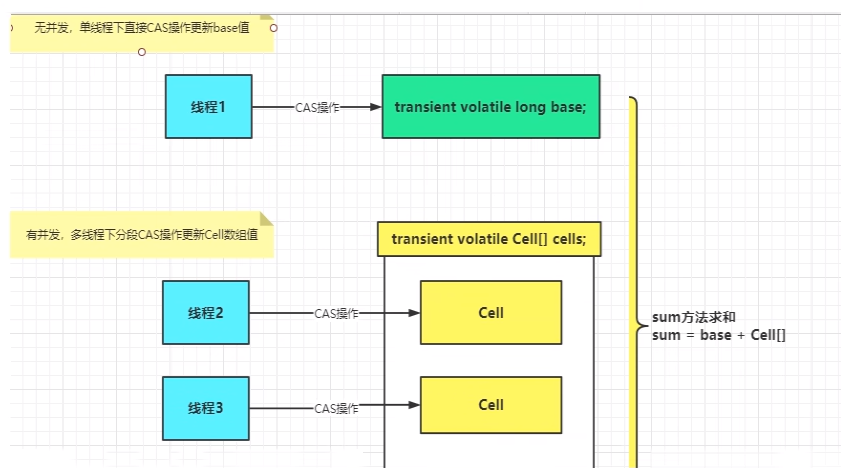 无并发，单线程下直接CAS操作更新base值
线程1
CAS操作
transient volatile long base;
有并发，多线程下分段CAS操作更新Cell数组值
transient volatile Cell[] cells;
线程2
CAS操作
Cell
sum方法求和
sum = base + Cell[]
线程3
CAS操作
Cell